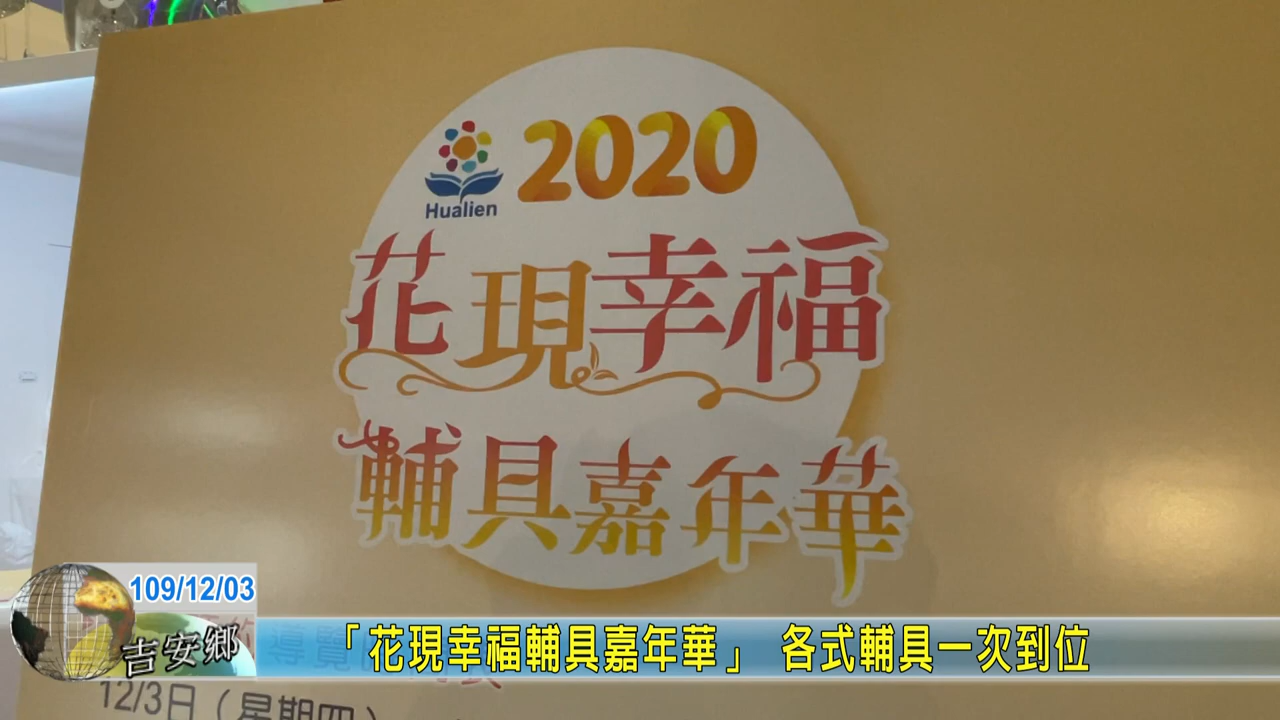 2020
Hualien
花現幸福
輔具嘉年華
109/12/03
吉安鄉
「花現幸福輔具嘉年華」 各式輔具一次到位
導覽
12/3日（星期四）